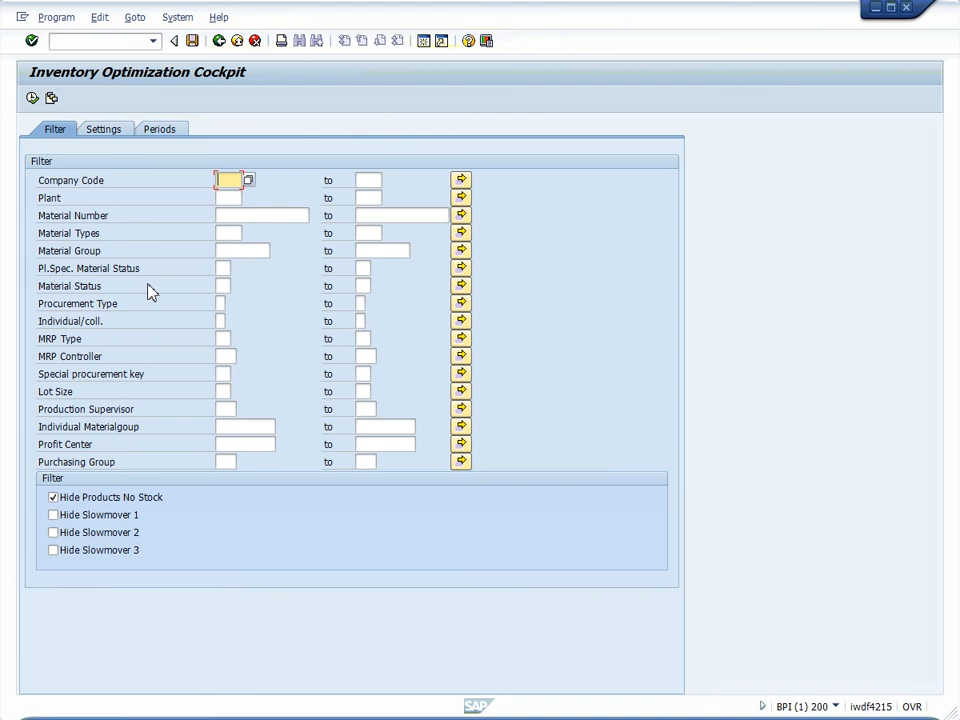 Program Edit Goto System Help
Inventory Optimization Cockpit
Filter Settings Periods
Filter
Company Code to
Plant to
Material Number to
Material Types to
Material Group to
Pl.Spec. Material Status to
Material Status to
Procurement Type to
Individual/coll. to
MRP Type to
MRP Controller to
Special procurement key to
Lot Size to
Production Supervisor to
Individual Materialgoup to
Profit Center to
Purchasing Group to
Filter
Hide Products No Stock
Hide Slowmover 1
Hide Slowmover 2
Hide Slowmover 3
SAP BPI (1) 200 iwdf4215 OVR